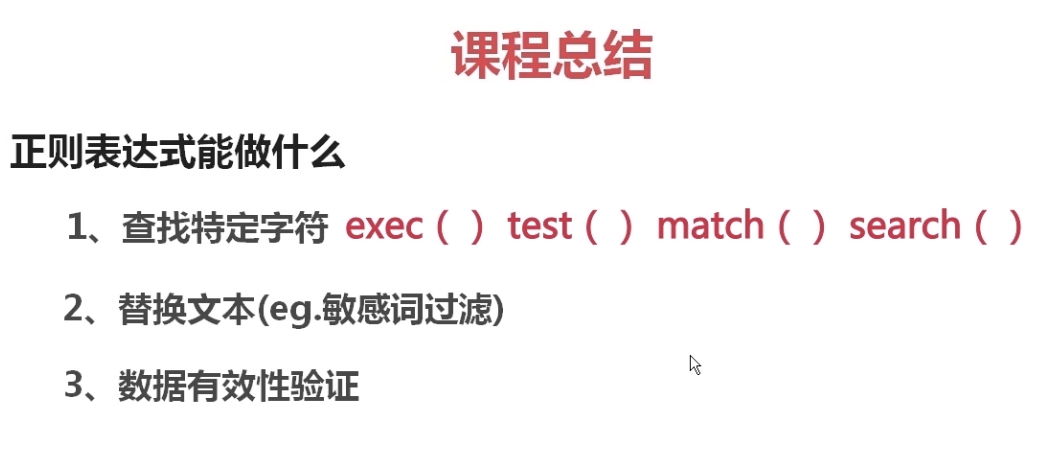 课程总结
正则表达式能做什么
1、查找特定字符 exec（ ） test（ ） match（ ） search（ ）
2、替换文本(eg.敏感词过滤)
3、数据有效性验证